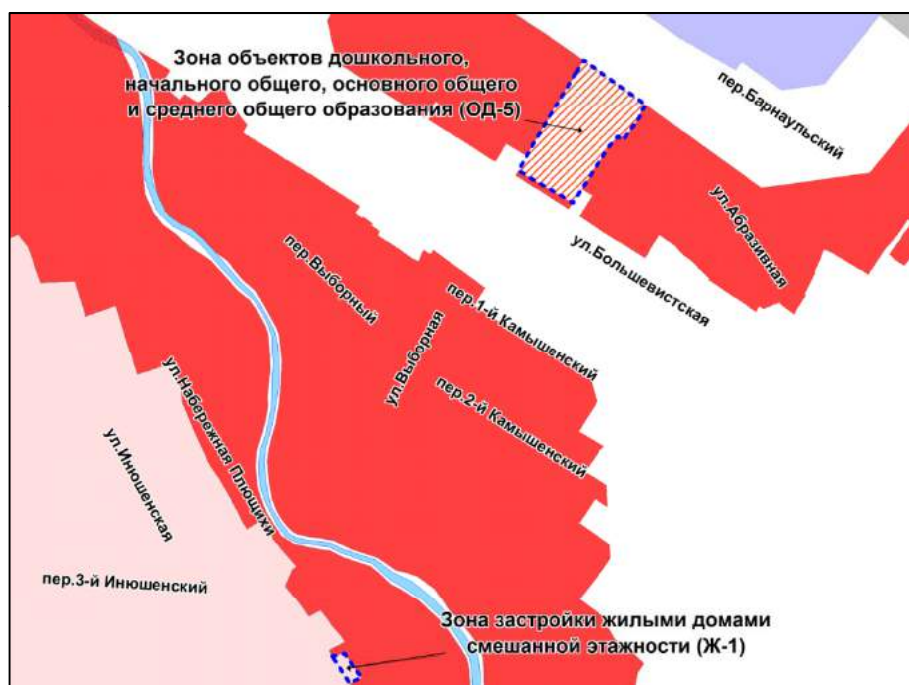 Зона объектов дошкольного,
начального общего, основного общего
и среднего общего образования (ОД-5)
пер.Барнаульский
ул.Абразивная
ул.Большевистская
пер.Выборный
пер.1-й Камышенский
ул.Выборная
пер.2-й Камышенский
ул.Набережная Плющихи
ул.Инюшенская
пер.3-й Инюшенский
Зона застройки жилыми домами
смешанной этажности (Ж-1)